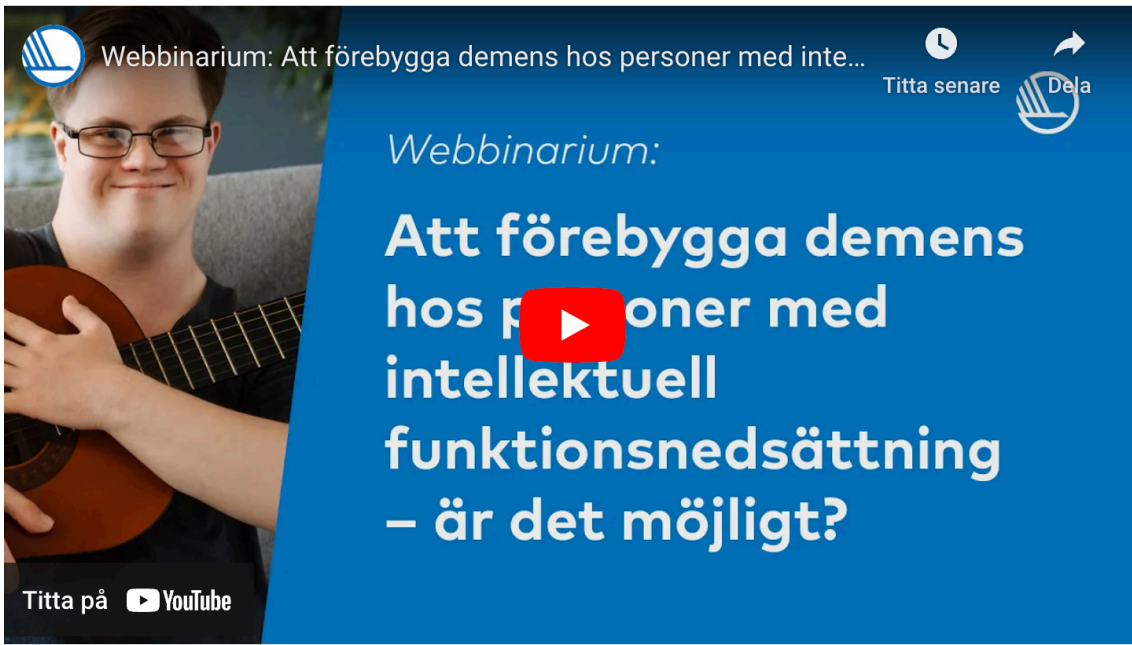 Webbinarium: Att förebygga demens hos personer med inte...
Titta senare
Dela
Webbinarium:
Att förebygga demens
hos personer med
intellektuell
funktionsnedsättning
– är det möjligt?
Titta på YouTube